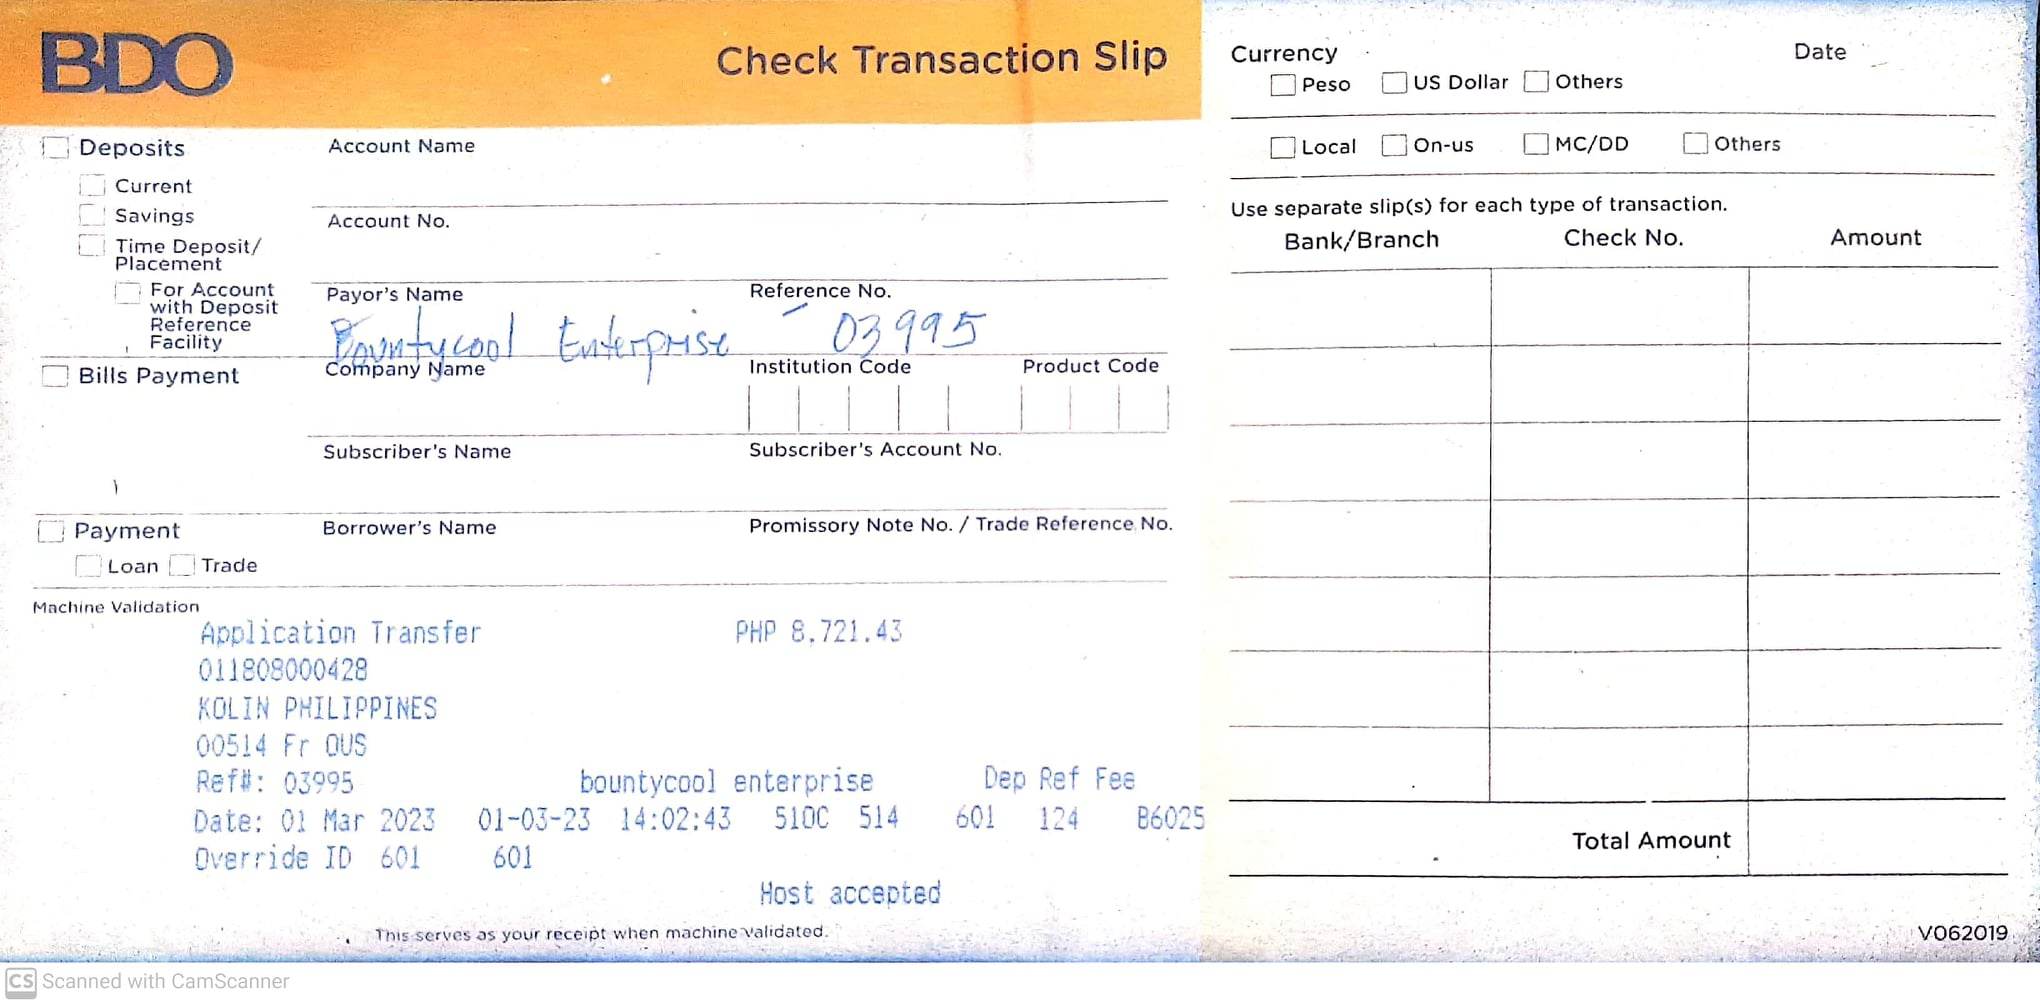 BDO
Check Transaction Slip
Deposits
Current
Savings
Time Deposit/
Placement
For Account
with Deposit
Reference
Facility
Account Name
Account No.
Payor's Name
Reference No.
Bountycool Enterprise 03995
Bills Payment
Company Name
Institution Code
Product Code
Subscriber's Name
Subscriber's Account No.
Payment
Loan Trade
Borrower's Name
Promissory Note No. / Trade Reference No.
Machine Validation
Application Transfer PHP 8,721.43
011808000428
KOLIN PHILIPPINES
00514 Fr OUS
Ref#: 03995 bountycool enterprise Dep Ref Fee
Date: 01 Mar 2023 01-03-23 14:02:43 510C 514 601 124 B6025
Override ID 601 601
Host accepted
This serves as your receipt when machine validated.
Currency
Date
Peso US Dollar Others
Local On-us MC/DD Others
Use separate slip(s) for each type of transaction.
Bank/Branch Check No. Amount
Total Amount
V062019
CS Scanned with CamScanner